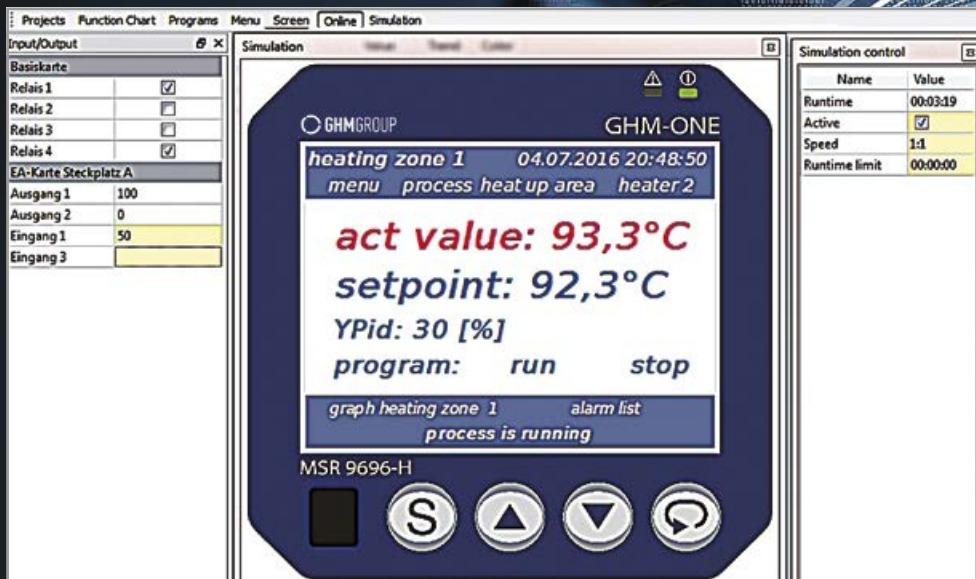 Projects Function Chart Programs Menu Screen Online Simulation
Input/Output
Basiskarte
Relais 1
Relais 2
Relais 3
Relais 4
EA-Karte Steckplatz A
Ausgang 1 100
Ausgang 2 0
Eingang 1 50
Eingang 3
Simulation Value Trend Color
GHMGROUP GHM-ONE
heating zone 1 04.07.2016 20:48:50
menu process heat up area heater 2
act value: 93,3°C
setpoint: 92,3°C
YPid: 30 [%]
program: run stop
graph heating zone 1 alarm list
process is running
MSR 9696-H
S
Simulation control
Name Value
Runtime 00:03:19
Active
Speed 1:1
Runtime limit 00:00:00